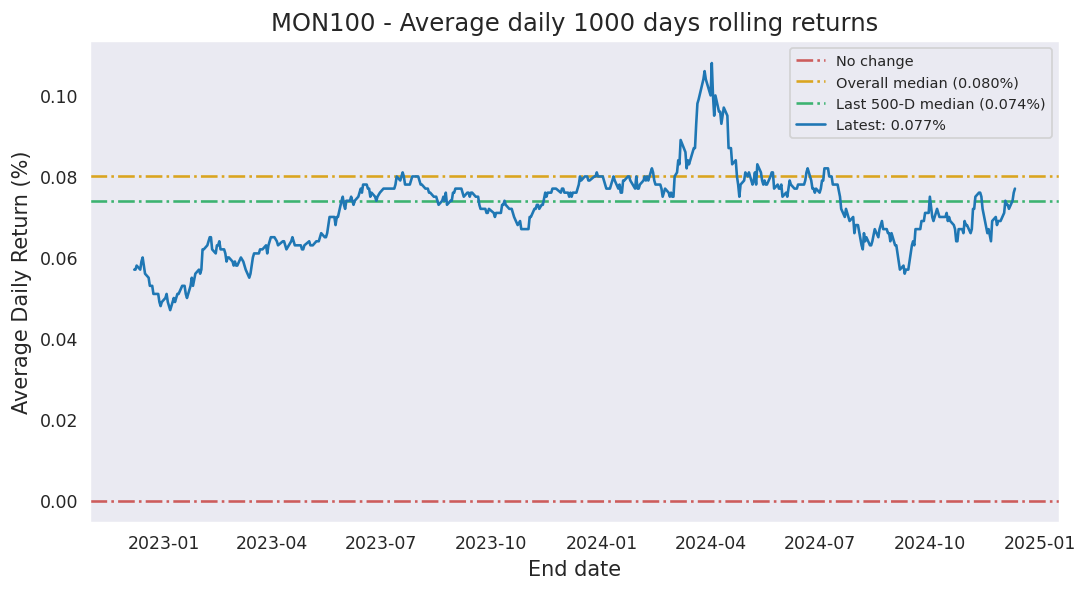 MON100 - Average daily 1000 days rolling returns
No change
Overall median (0.080%)
Last 500-D median (0.074%)
Latest: 0.077%
Average Daily Return (%)
0.10
0.08
0.06
0.04
0.02
0.00
2023-01 2023-04 2023-07 2023-10 2024-01 2024-04 2024-07 2024-10 2025-01
End date